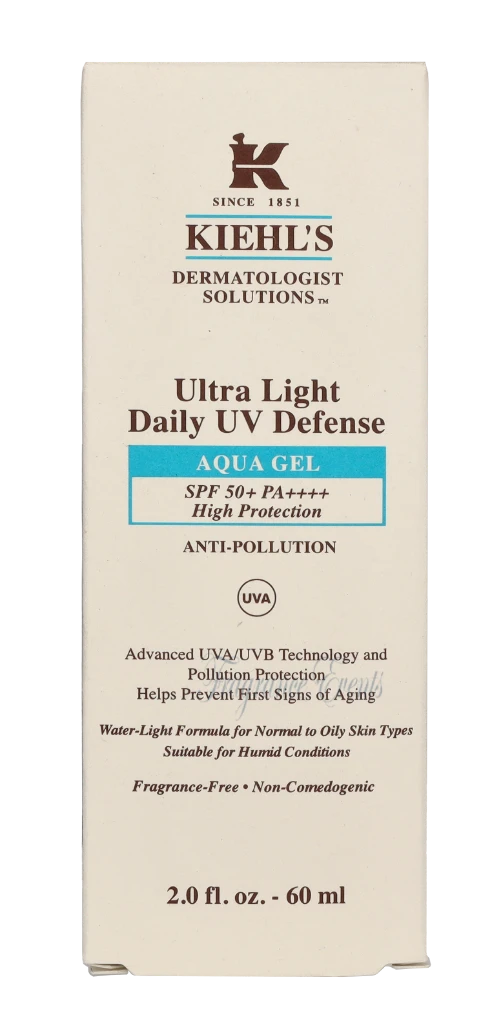 K
SINCE 1851
KIEHL'S
DERMATOLOGIST
SOLUTIONS™
Ultra Light
Daily UV Defense
AQUA GEL
SPF 50+ PA++++
High Protection
ANTI-POLLUTION
UVA
Advanced UVA/UVB Technology and
Pollution Protection
Fragrance Events
Helps Prevent First Signs of Aging
Water-Light Formula for Normal to Oily Skin Types
Suitable for Humid Conditions
Fragrance-Free • Non-Comedogenic
2.0 fl. oz. - 60 ml